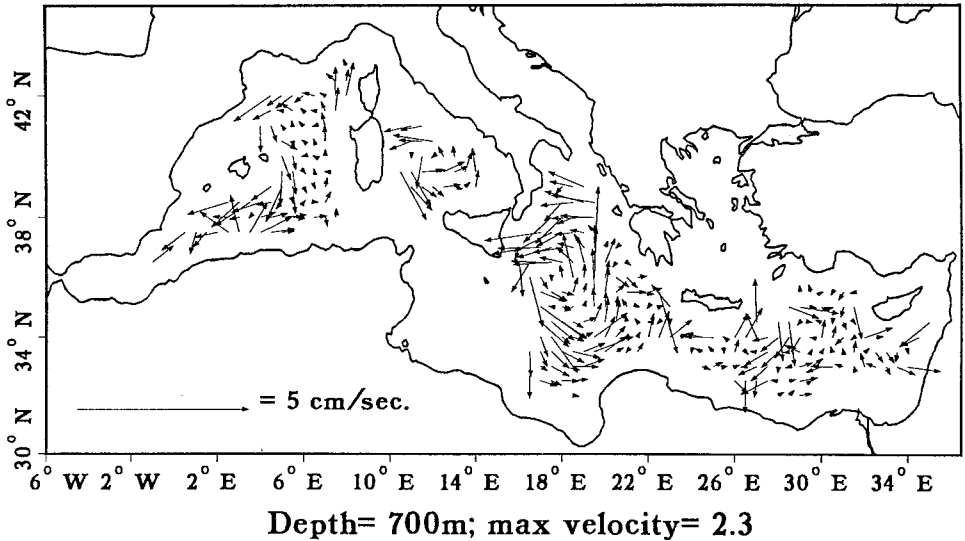 42° N
38° N
34° N
30° N
= 5 cm/sec.
6° W 2° W 2° E 6° E 10° E 14° E 18° E 22° E 26° E 30° E 34° E
Depth= 700m; max velocity= 2.3